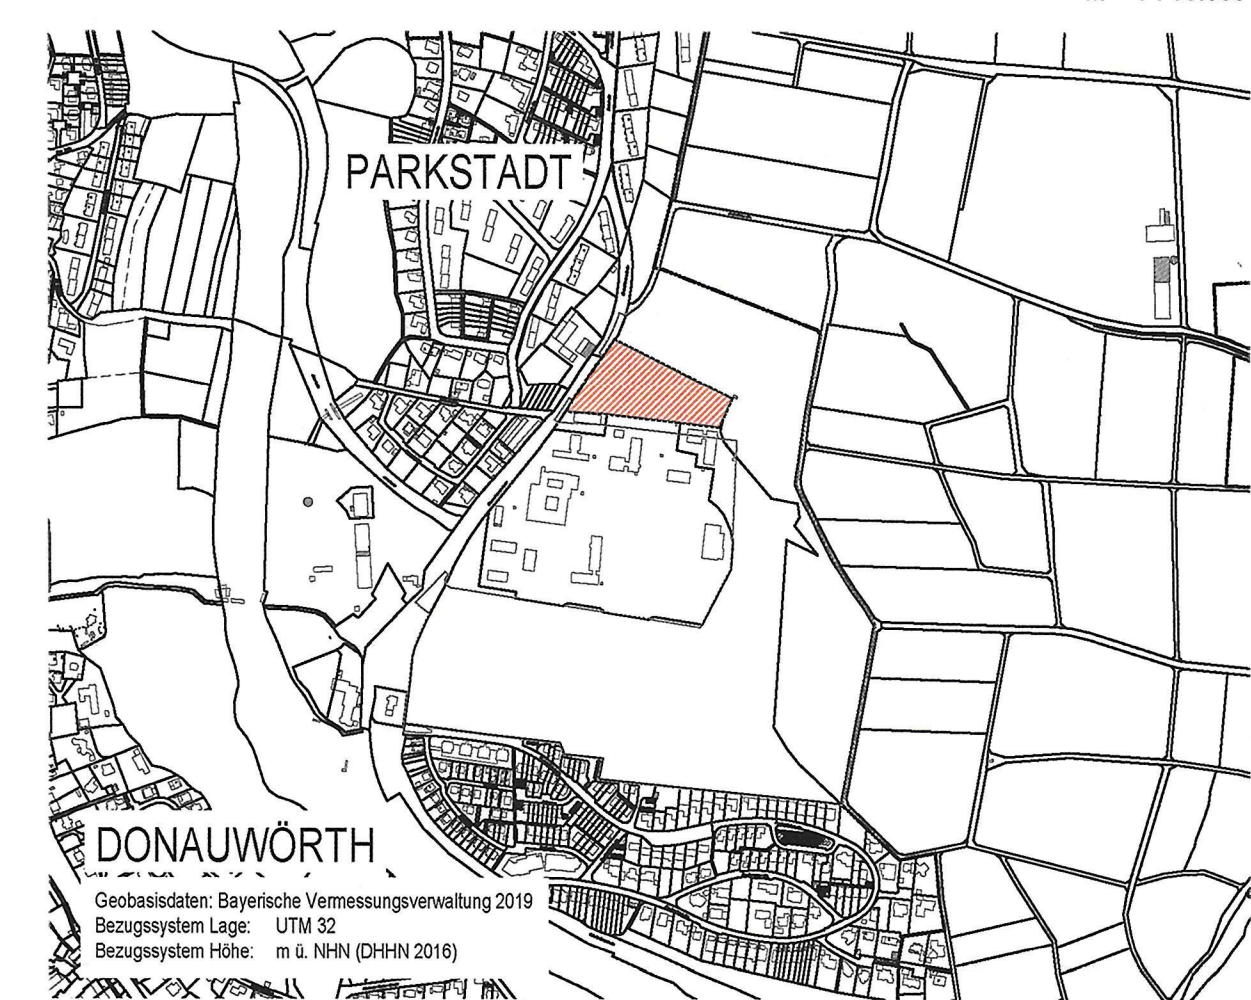 PARKSTADT
DONAUWÖRTH
Geobasisdaten: Bayerische Vermessungsverwaltung 2019
Bezugssystem Lage: UTM 32
Bezugssystem Höhe: m ü. NHN (DHHN 2016)